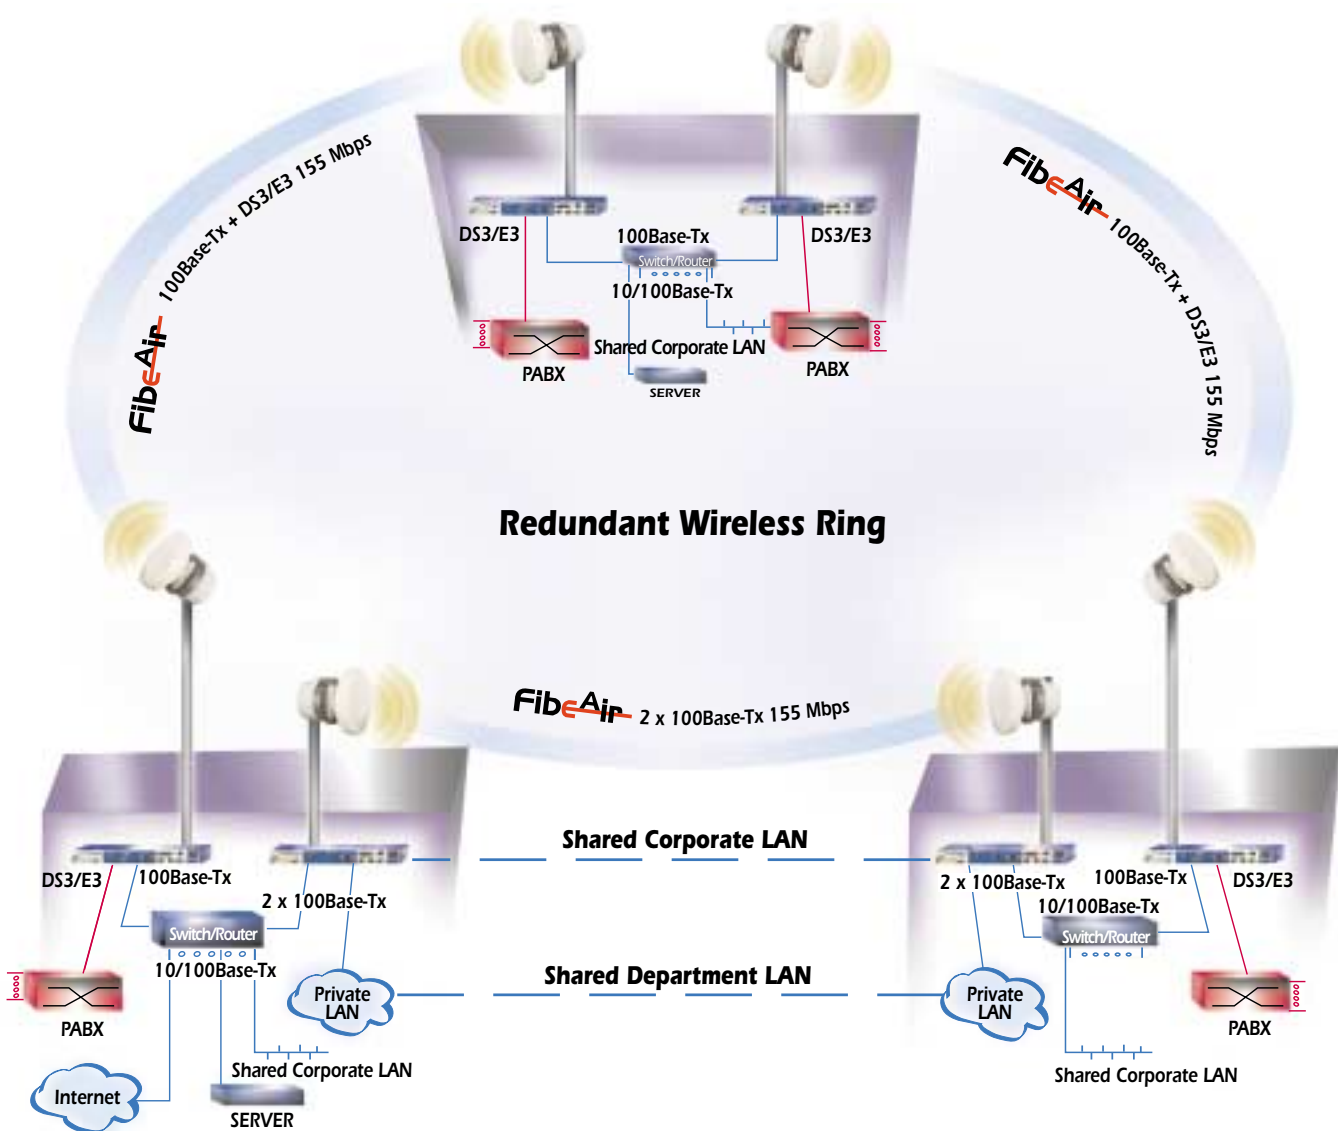 FibeAir 100Base-Tx + DS3/E3 155 Mbps
FibeAir 100Base-Tx + DS3/E3 155 Mbps
DS3/E3
100Base-Tx
DS3/E3
Switch/Router
10/100Base-Tx
Shared Corporate LAN
PABX
PABX
SERVER
Redundant Wireless Ring
FibeAir 2 x 100Base-Tx 155 Mbps
Shared Corporate LAN
DS3/E3
100Base-Tx
2 x 100Base-Tx
Switch/Router
10/100Base-Tx
PABX
Private
LAN
Shared Corporate LAN
Internet
SERVER
Shared Department LAN
2 x 100Base-Tx
100Base-Tx
DS3/E3
10/100Base-Tx
Switch/Router
Private
LAN
PABX
Shared Corporate LAN